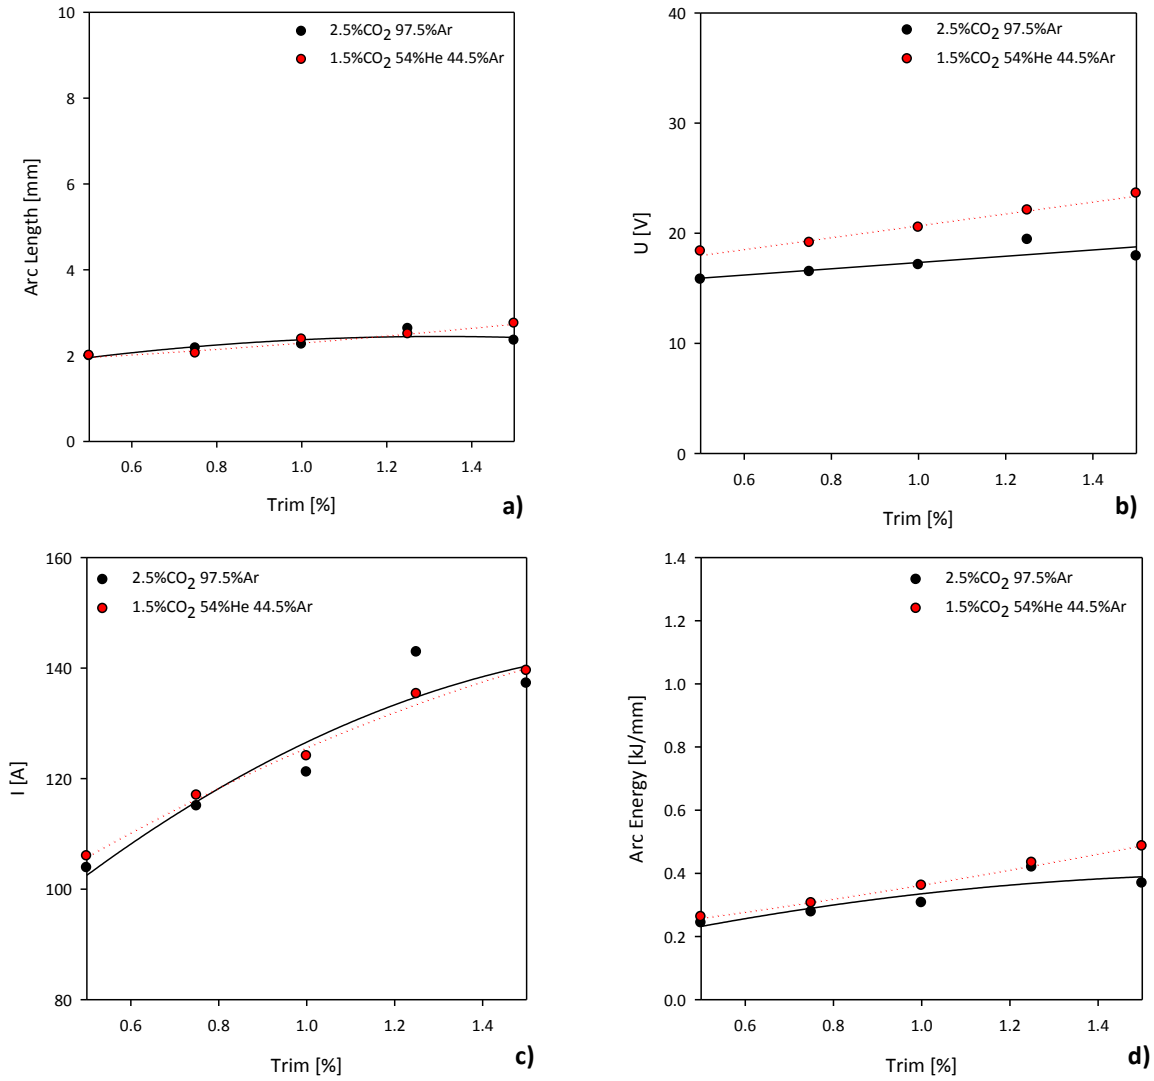 10
8
6
4
2
0
Arc Length [mm]
2.5%CO2 97.5%Ar
1.5%CO2 54%He 44.5%Ar
0.6 0.8 1.0 1.2 1.4
Trim [%]
a)
40
30
20
10
0
U [V]
2.5%CO2 97.5%Ar
1.5%CO2 54%He 44.5%Ar
0.6 0.8 1.0 1.2 1.4
Trim [%]
b)
160
140
120
100
80
I [A]
2.5%CO2 97.5%Ar
1.5%CO2 54%He 44.5%Ar
0.6 0.8 1.0 1.2 1.4
Trim [%]
c)
1.4
1.2
1.0
0.8
0.6
0.4
0.2
0.0
Arc Energy [kJ/mm]
2.5%CO2 97.5%Ar
1.5%CO2 54%He 44.5%Ar
0.6 0.8 1.0 1.2 1.4
Trim [%]
d)